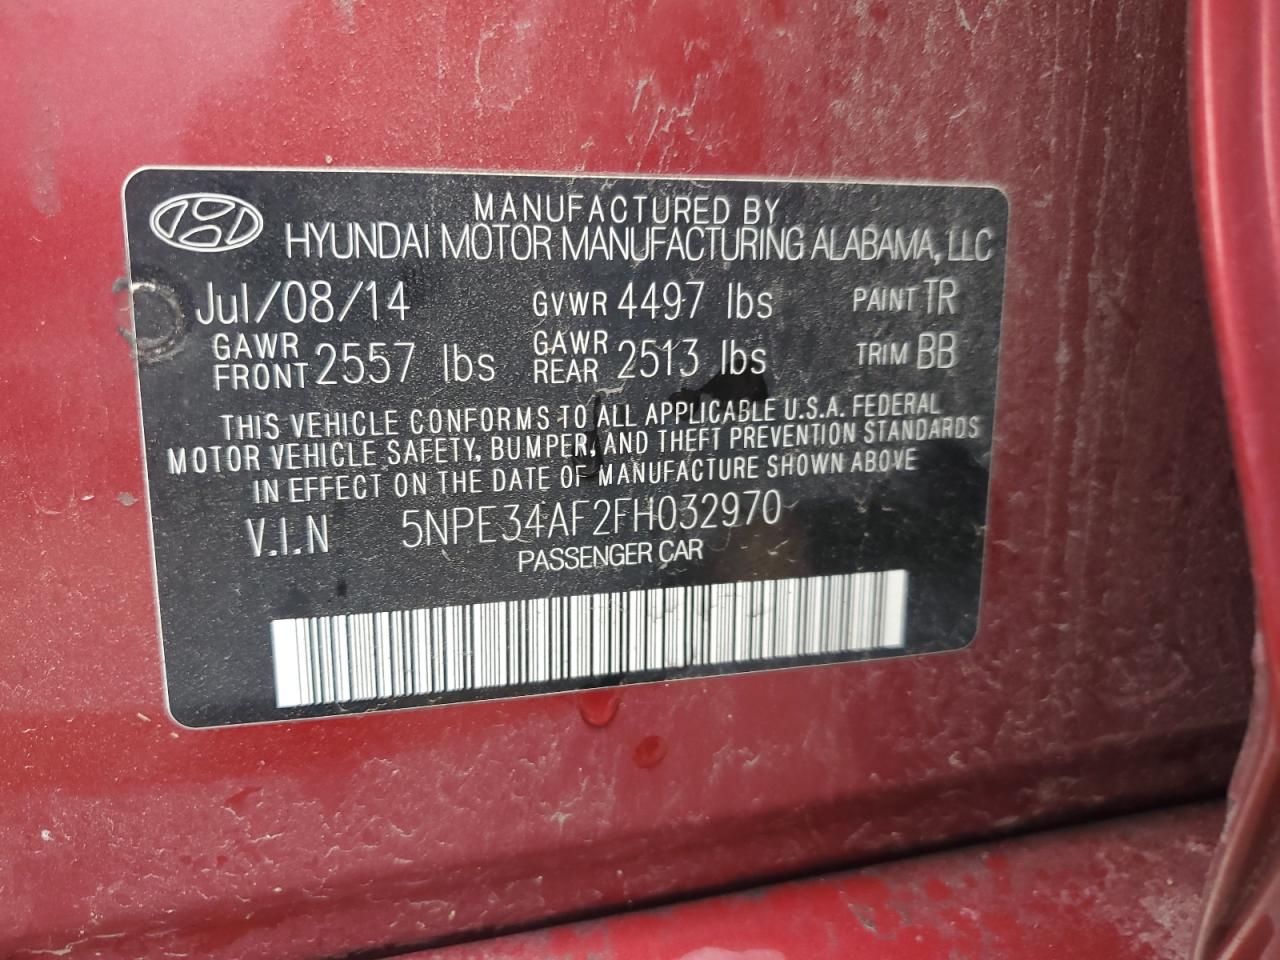 MANUFACTURED BY
HYUNDAI MOTOR MANUFACTURING ALABAMA, LLC
Jul/08/14 GVWR 4497 lbs PAINT TR
GAWR FRONT 2557 lbs GAWR REAR 2513 lbs TRIM BB
THIS VEHICLE CONFORMS TO ALL APPLICABLE U.S.A. FEDERAL
MOTOR VEHICLE SAFETY, BUMPER, AND THEFT PREVENTION STANDARDS
IN EFFECT ON THE DATE OF MANUFACTURE SHOWN ABOVE
V.I.N 5NPE34AF2FH032970
PASSENGER CAR